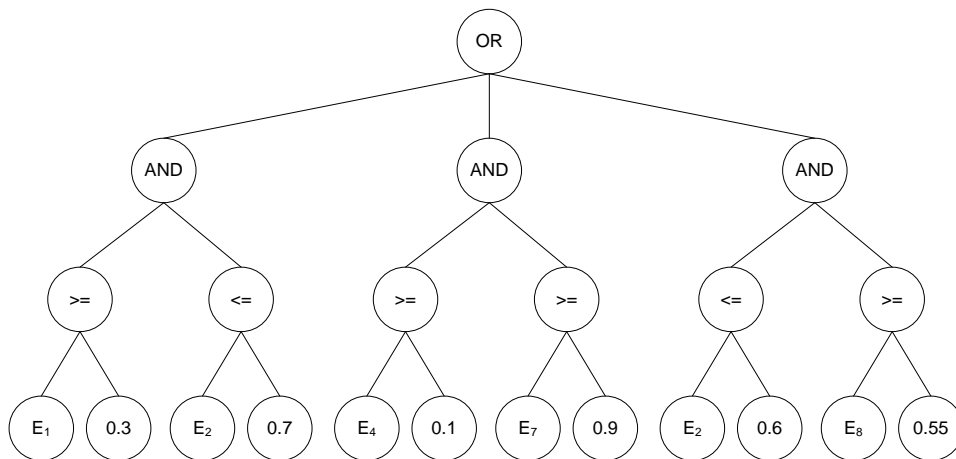 OR
AND AND AND
>= <= >= >= <= >=
E₁ 0.3 E₂ 0.7 E₄ 0.1 E₇ 0.9 E₂ 0.6 E₈ 0.55